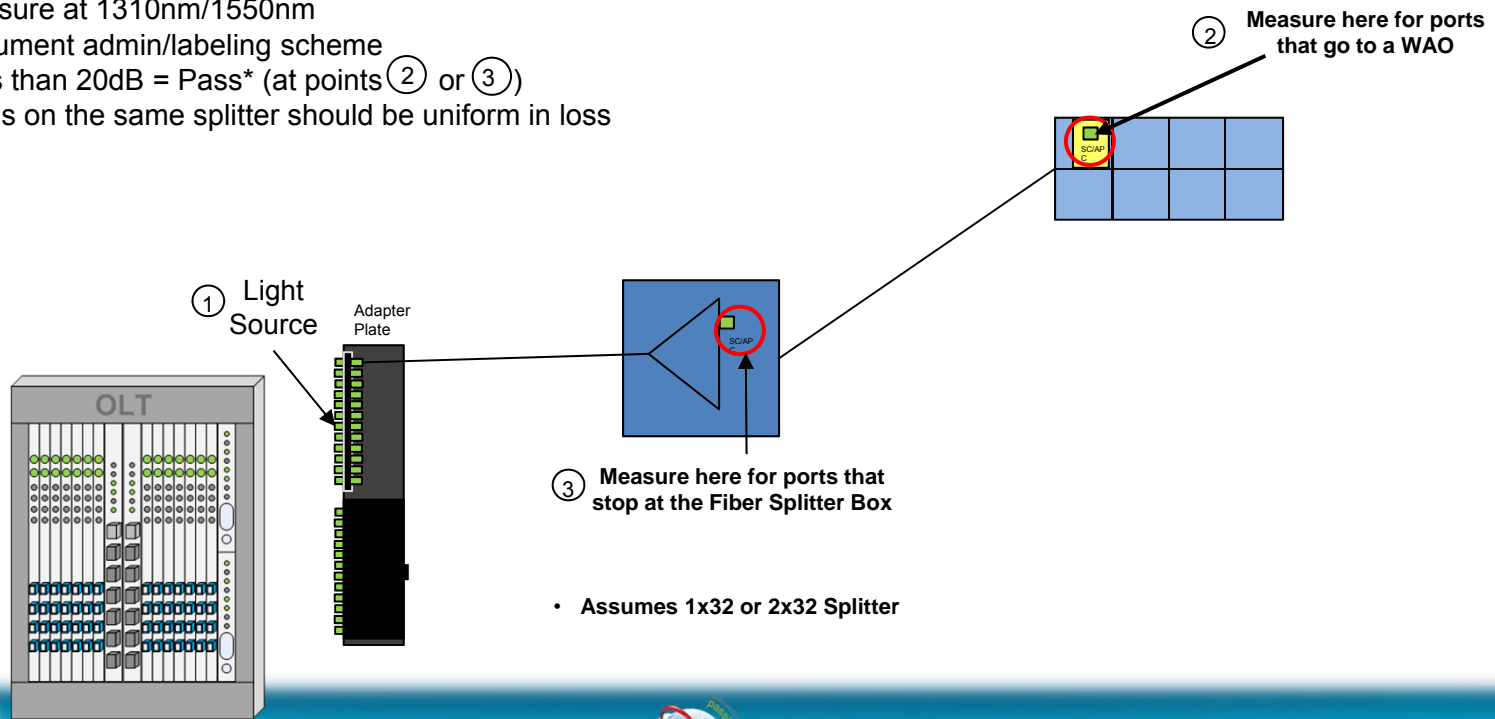 sure at 1310nm/1550nm
ument admin/labeling scheme
s than 20dB = Pass* (at points 2 or 3)
s on the same splitter should be uniform in loss
2
Measure here for ports
that go to a WAO
SC/AP
C
1
Light
Source
Adapter
Plate
SC/AP
C
OLT
3
Measure here for ports that
stop at the Fiber Splitter Box
• Assumes 1x32 or 2x32 Splitter